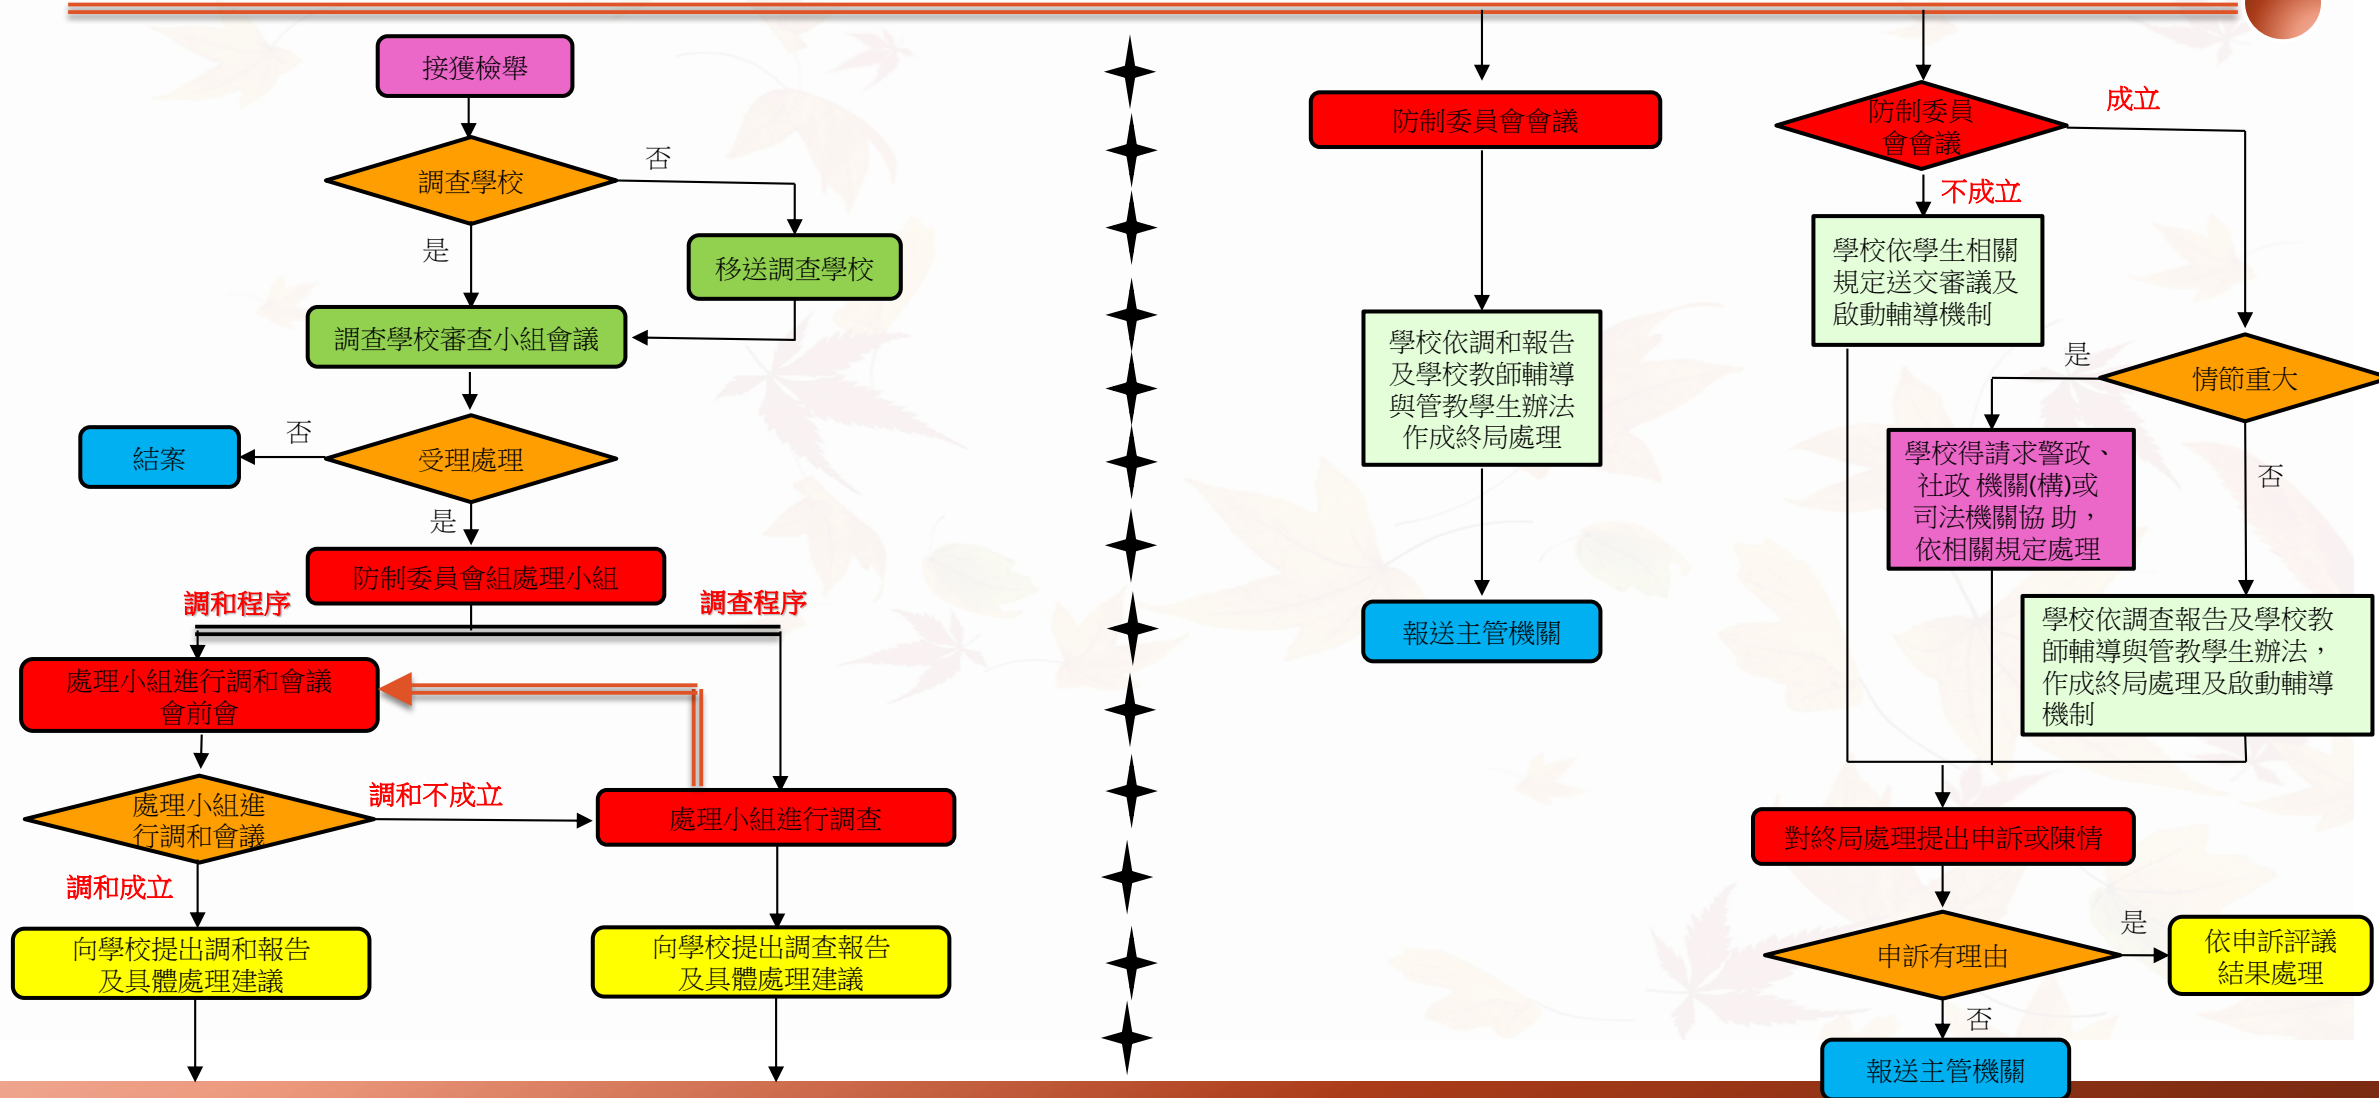 接獲檢舉
調查學校
否
是
移送調查學校
調查學校審查小組會議
否
結案
受理處理
是
防制委員會組處理小組
調和程序
調查程序
處理小組進行調和會議
會前會
處理小組進
行調和會議
調和不成立
處理小組進行調查
調和成立
向學校提出調和報告
及具體處理建議
向學校提出調查報告
及具體處理建議
防制委員會會議
學校依調和報告
及學校教師輔導
與管教學生辦法
作成終局處理
報送主管機關
防制委員
會會議
成立
不成立
學校依學生相關
規定送交審議及
啟動輔導機制
是
情節重大
學校得請求警政、
社政 機關(構)或
司法機關協 助，
依相關規定處理
否
學校依調查報告及學校教
師輔導與管教學生辦法，
作成終局處理及啟動輔導
機制
對終局處理提出申訴或陳情
申訴有理由
是
依申訴評議
結果處理
否
報送主管機關